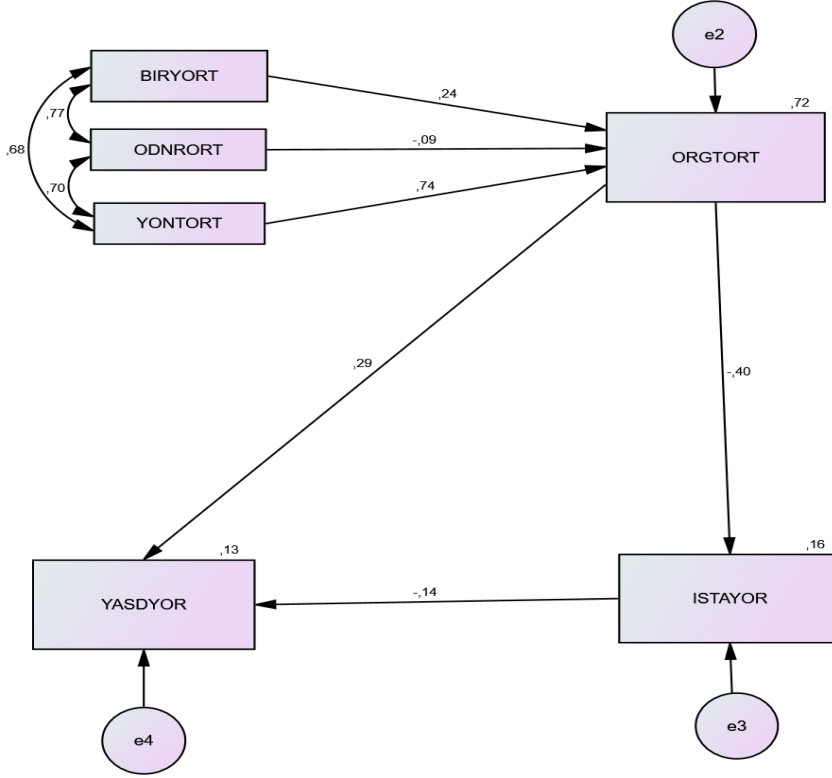 e2
BIRYORT
,72
,24
,77
ODNRORT
-,09
ORGTORT
,68
,70
,74
YONTORT
,29
-,40
,13
,16
YASDYOR
-,14
ISTAYOR
e4
e3